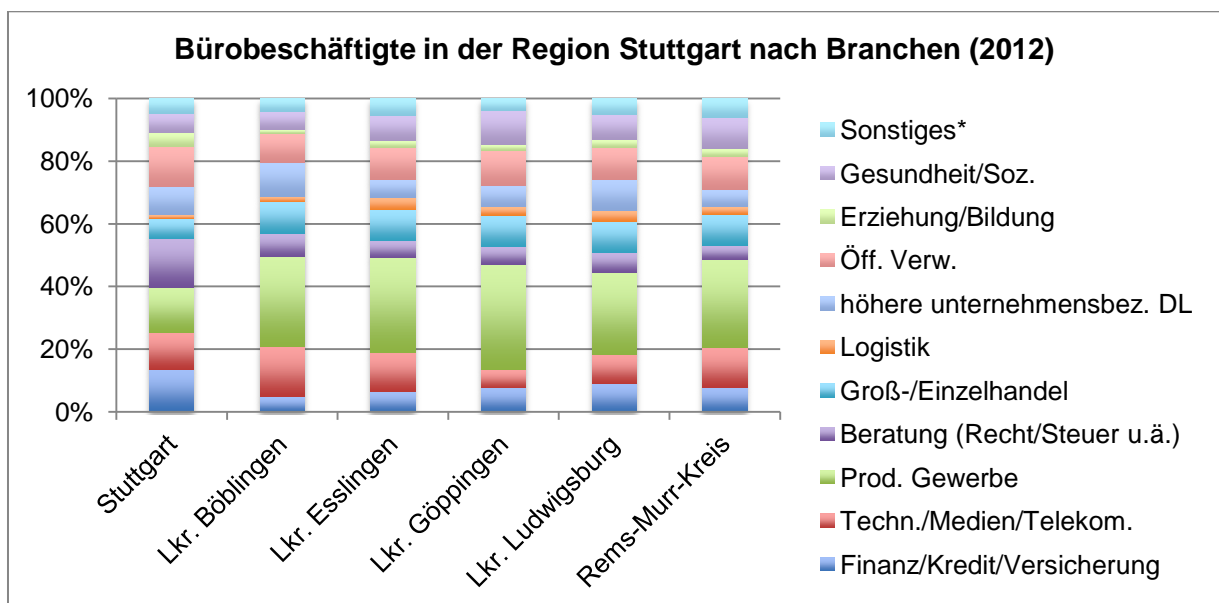 Bürobeschäftigte in der Region Stuttgart nach Branchen (2012)
100%
80%
60%
40%
20%
0%
Stuttgart
Lkr. Böblingen
Lkr. Esslingen
Lkr. Göppingen
Lkr. Ludwigsburg
Rems-Murr-Kreis
Sonstiges*
Gesundheit/Soz.
Erziehung/Bildung
Öff. Verw.
höhere unternehmensbez. DL
Logistik
Groß-/Einzelhandel
Beratung (Recht/Steuer u.ä.)
Prod. Gewerbe
Techn./Medien/Telekom.
Finanz/Kredit/Versicherung